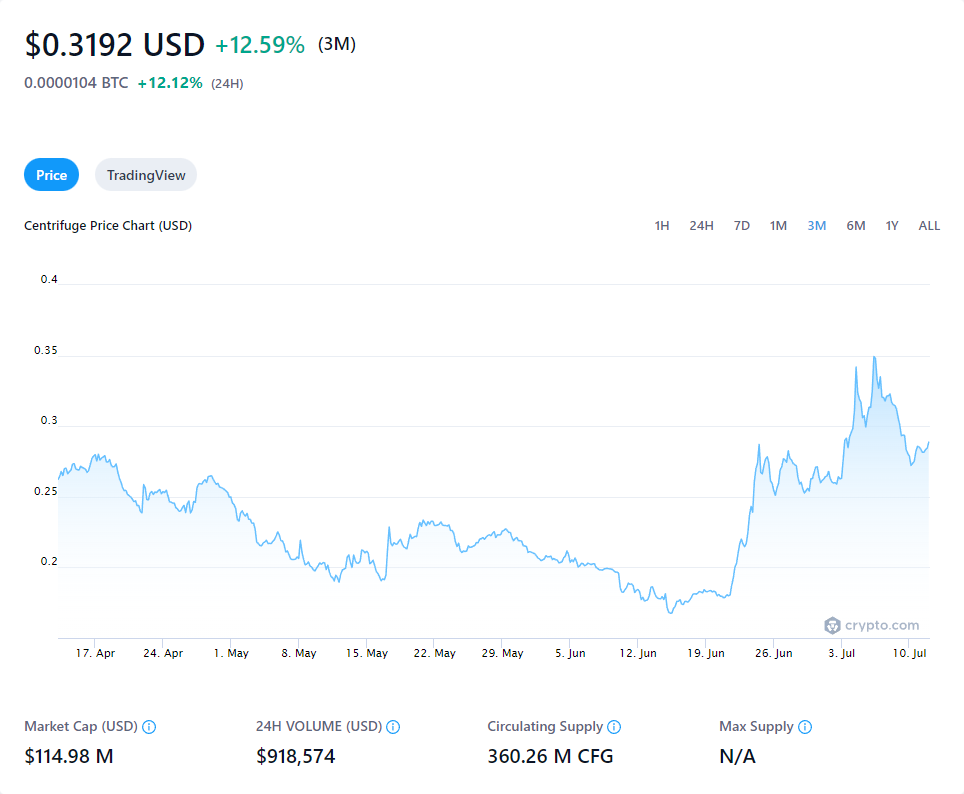 $0.3192 USD +12.59% (3M)
0.0000104 BTC +12.12% (24H)
Price TradingView
Centrifuge Price Chart (USD) 1H 24H 7D 1M 3M 6M 1Y ALL
0.4
0.35
0.3
0.25
0.2
crypto.com
17. Apr 24. Apr 1. May 8. May 15. May 22. May 29. May 5. Jun 12. Jun 19. Jun 26. Jun 3. Jul 10. Jul
Market Cap (USD) 24H VOLUME (USD) Circulating Supply Max Supply
$114.98 M $918,574 360.26 M CFG N/A